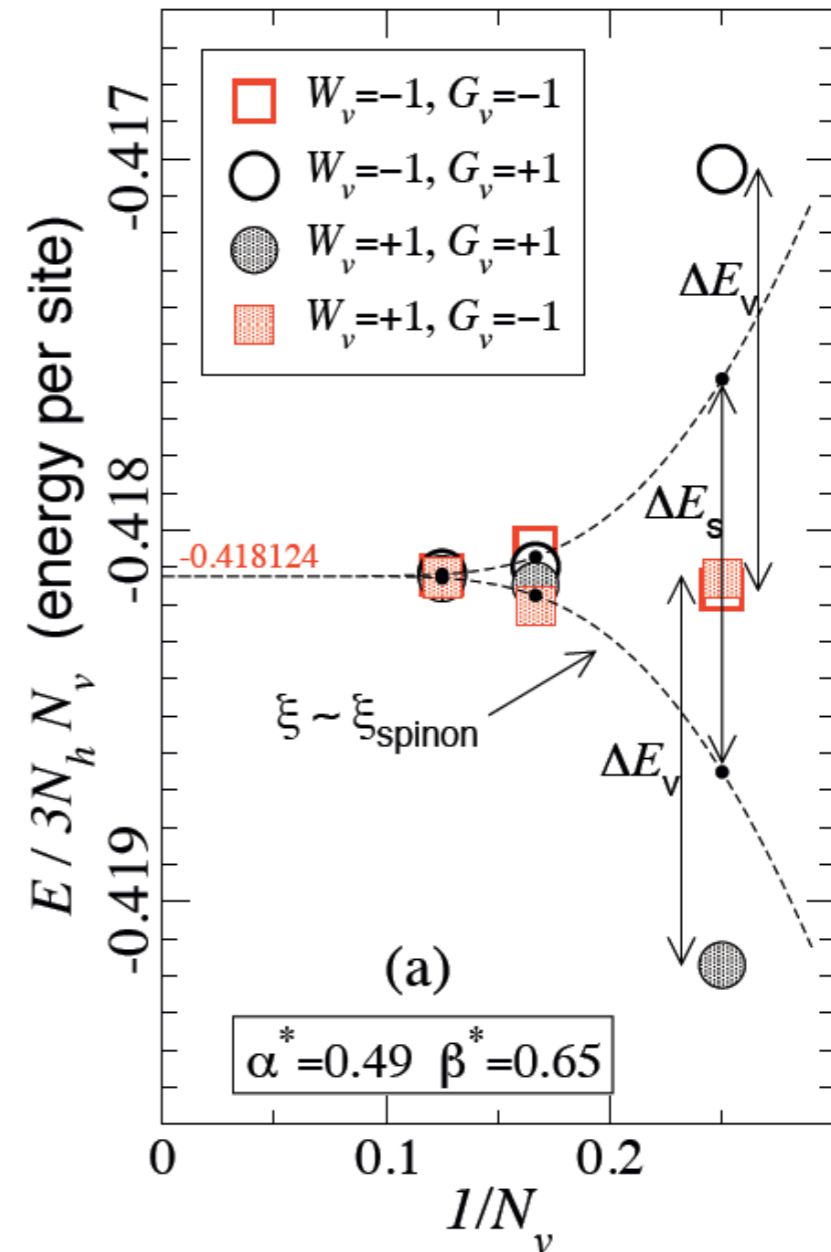 -0.417
-0.418
-0.419
E / 3N_h N_v (energy per site)
W_v=−1, G_v=−1
W_v=−1, G_v=+1
W_v=+1, G_v=+1
W_v=+1, G_v=−1
ΔE_v
ΔE_s
-0.418124
ξ ~ ξ_spinon
ΔE_v
(a)
α*=0.49 β*=0.65
0 0.1 0.2
1/N_v